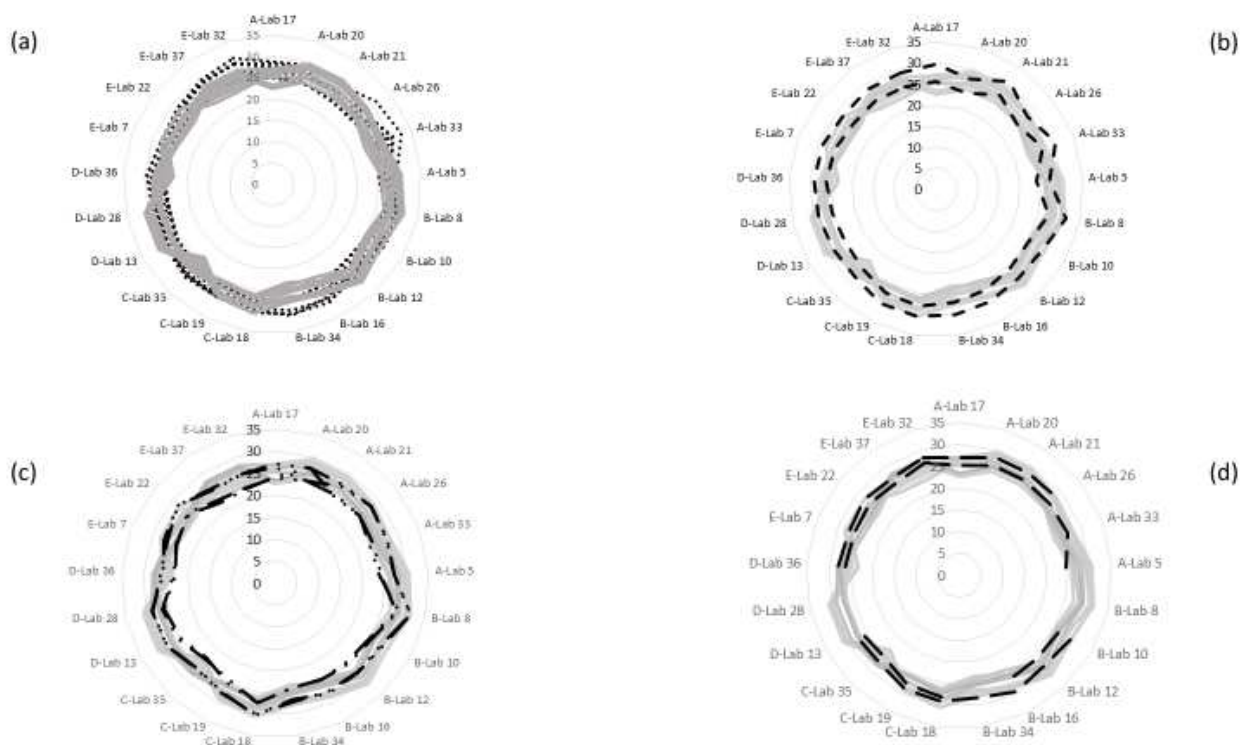 (a)
A-Lab 17
A-Lab 20
A-Lab 21
A-Lab 26
A-Lab 33
A-Lab 5
B-Lab 8
B-Lab 10
B-Lab 12
B-Lab 16
B-Lab 34
C-Lab 18
C-Lab 19
C-Lab 35
D-Lab 13
D-Lab 28
D-Lab 36
E-Lab 7
E-Lab 22
E-Lab 37
E-Lab 32
35
30
25
20
15
10
5
0
(b)
A-Lab 17
A-Lab 20
A-Lab 21
A-Lab 26
A-Lab 33
A-Lab 5
B-Lab 8
B-Lab 10
B-Lab 12
B-Lab 16
B-Lab 34
C-Lab 18
C-Lab 19
C-Lab 35
D-Lab 13
D-Lab 28
D-Lab 36
E-Lab 7
E-Lab 22
E-Lab 37
E-Lab 32
35
30
25
20
15
10
5
0
(c)
A-Lab 17
A-Lab 20
A-Lab 21
A-Lab 26
A-Lab 33
A-Lab 5
B-Lab 8
B-Lab 10
B-Lab 12
B-Lab 10
B-Lab 34
C-Lab 18
C-Lab 19
C-Lab 35
D-Lab 13
D-Lab 28
D-Lab 36
E-Lab 7
E-Lab 22
E-Lab 37
E-Lab 32
35
30
25
20
15
10
5
0
(d)
A-Lab 17
A-Lab 20
A-Lab 21
A-Lab 26
A-Lab 33
A-Lab 5
B-Lab 8
B-Lab 10
B-Lab 12
B-Lab 16
B-Lab 34
C-Lab 18
C-Lab 19
C-Lab 35
D-Lab 13
D-Lab 28
D-Lab 36
E-Lab 7
E-Lab 22
E-Lab 37
E-Lab 32
35
30
25
20
15
10
5
0